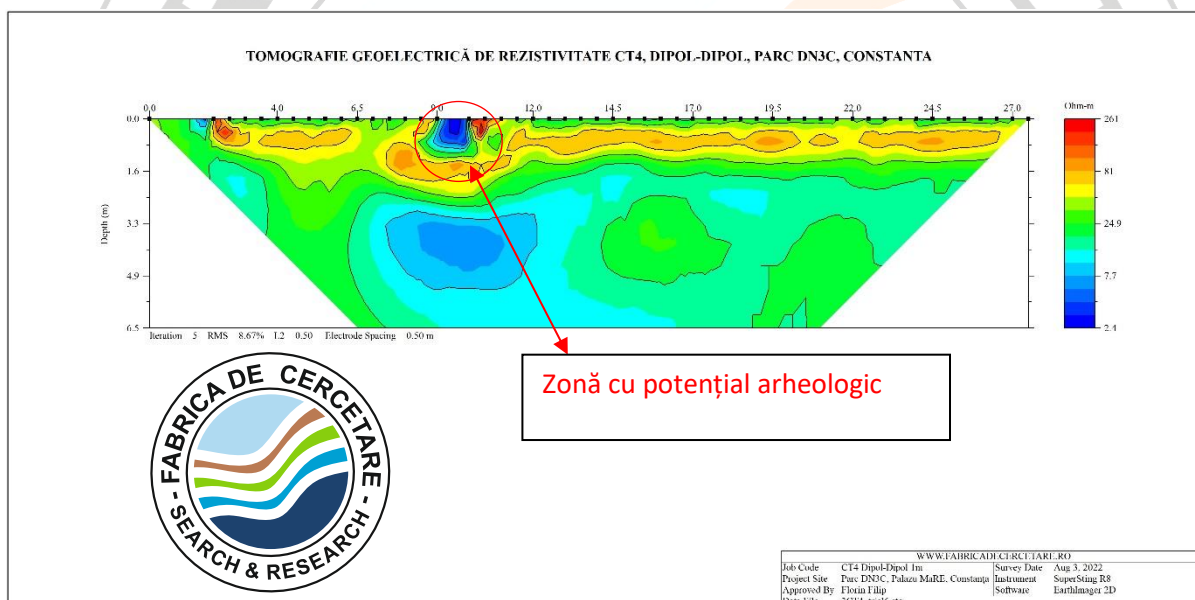 TOMOGRAFIE GEOELECTRICĂ DE REZISTIVITATE CT4, DIPOL-DIPOL, PARC DN3C, CONSTANTA
0.0 4.0 6.5 9.0 12.0 14.5 17.0 19.5 22.0 24.5 27.0
Ohm-m
0.0
1.6
3.3
4.9
6.5
Depth (m)
261
81
24.9
7.7
2.4
Iteration 5 RMS 8.67% L2 0.50 Electrode Spacing 0.50 m
Zonă cu potențial arheologic
FABRICA DE CERCETARE
- SEARCH & RESEARCH -
WWW.FABRICADECERCETARE.RO
Job Code CT4 Dipol-Dipol 1m Survey Date Aug 3, 2022
Project Site Parc DN3C, Palazu MaRE, Constanța Instrument SuperSting R8
Approved By Florin Filip Software EarthImager 2D